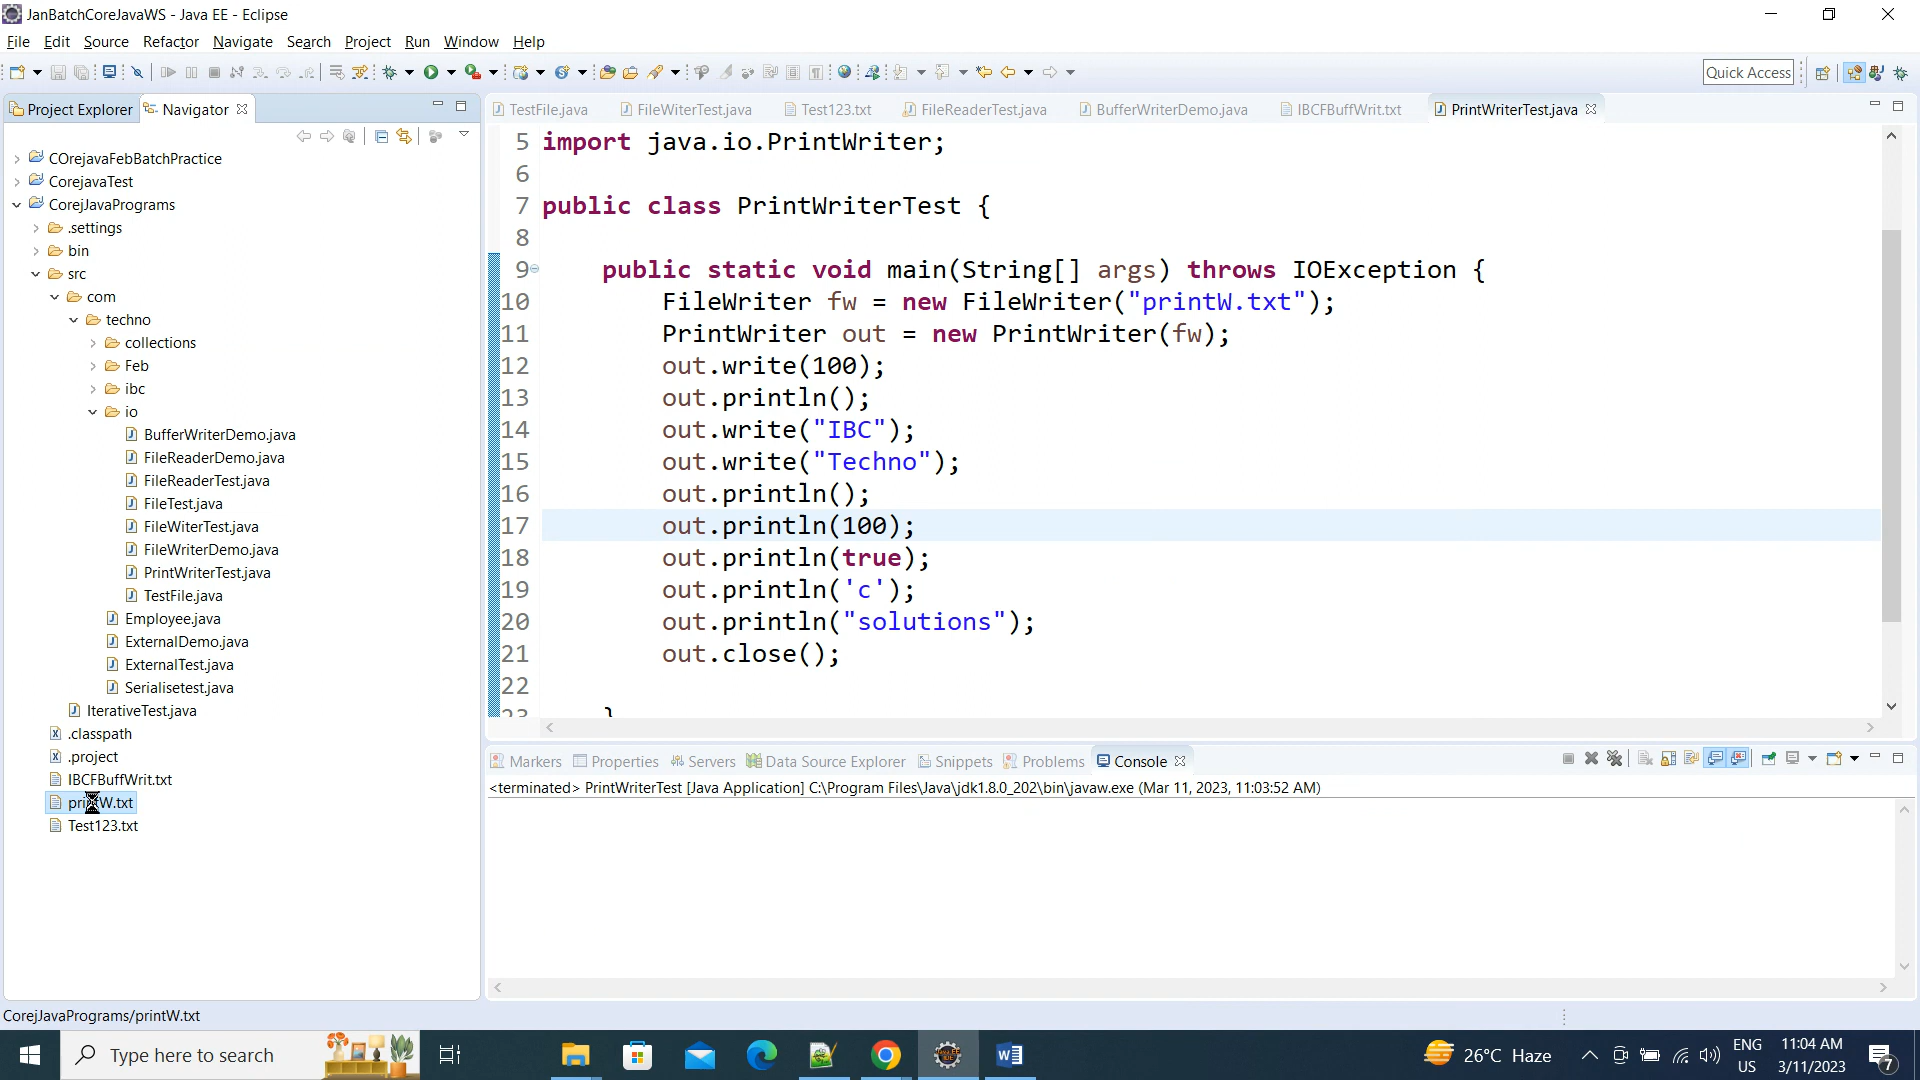 JanBatchCoreJavaWS - Java EE - Eclipse
File Edit Source Refactor Navigate Search Project Run Window Help
Quick Access
Project Explorer Navigator
COrejavaFebBatchPractice
CorejavaTest
CorejJavaPrograms
.settings
bin
src
com
techno
collections
Feb
ibc
io
BufferWriterDemo.java
FileReaderDemo.java
FileReaderTest.java
FileTest.java
FileWiterTest.java
FileWriterDemo.java
PrintWriterTest.java
TestFile.java
Employee.java
ExternalDemo.java
ExternalTest.java
Serialisetest.java
IterativeTest.java
.classpath
.project
IBCFBuffWrit.txt
printW.txt
Test123.txt
TestFile.java FileWiterTest.java Test123.txt FileReaderTest.java BufferWriterDemo.java IBCFBuffWrit.txt PrintWriterTest.java
5 import java.io.PrintWriter;
6
7 public class PrintWriterTest {
8
9 public static void main(String[] args) throws IOException {
10 FileWriter fw = new FileWriter("printW.txt");
11 PrintWriter out = new PrintWriter(fw);
12 out.write(100);
13 out.println();
14 out.write("IBC");
15 out.write("Techno");
16 out.println();
17 out.println(100);
18 out.println(true);
19 out.println('c');
20 out.println("solutions");
21 out.close();
22
23 }
Markers Properties Servers Data Source Explorer Snippets Problems Console
<terminated> PrintWriterTest [Java Application] C:\Program Files\Java\jdk1.8.0_202\bin\javaw.exe (Mar 11, 2023, 11:03:52 AM)
CorejJavaPrograms/printW.txt
Type here to search
26°C Haze
ENG
US
11:04 AM
3/11/2023
7